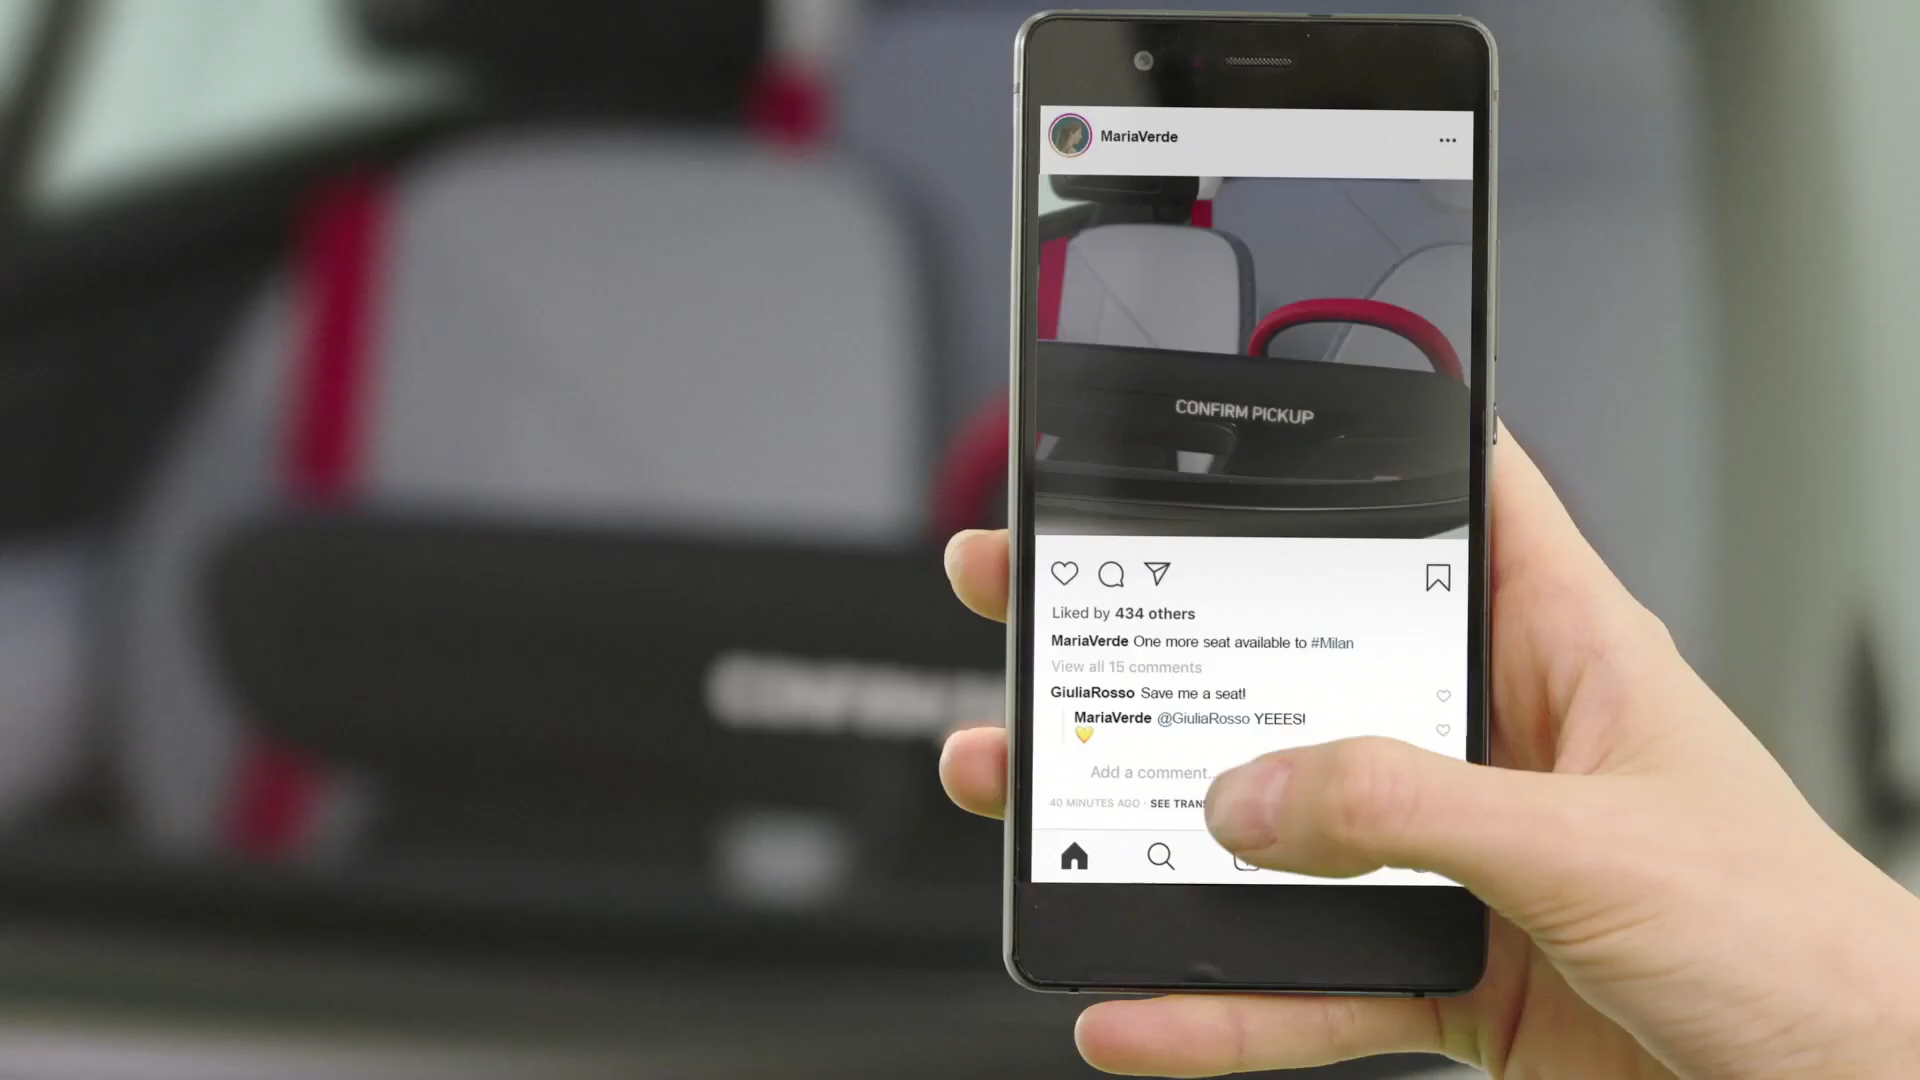 MariaVerde
CONFIRM PICKUP
Liked by 434 others
MariaVerde One more seat available to #Milan
View all 15 comments
GiuliaRosso Save me a seat!
MariaVerde @GiuliaRosso YEEES!
💛
Add a comment...
40 MINUTES AGO · SEE